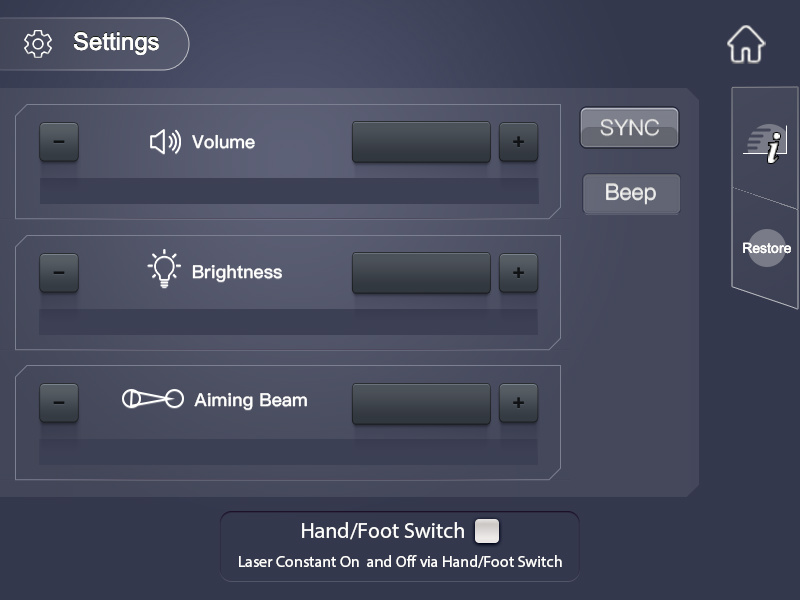 Settings
- Volume +
SYNC
Beep
i
Restore
- Brightness +
- Aiming Beam +
Hand/Foot Switch
Laser Constant On and Off via Hand/Foot Switch